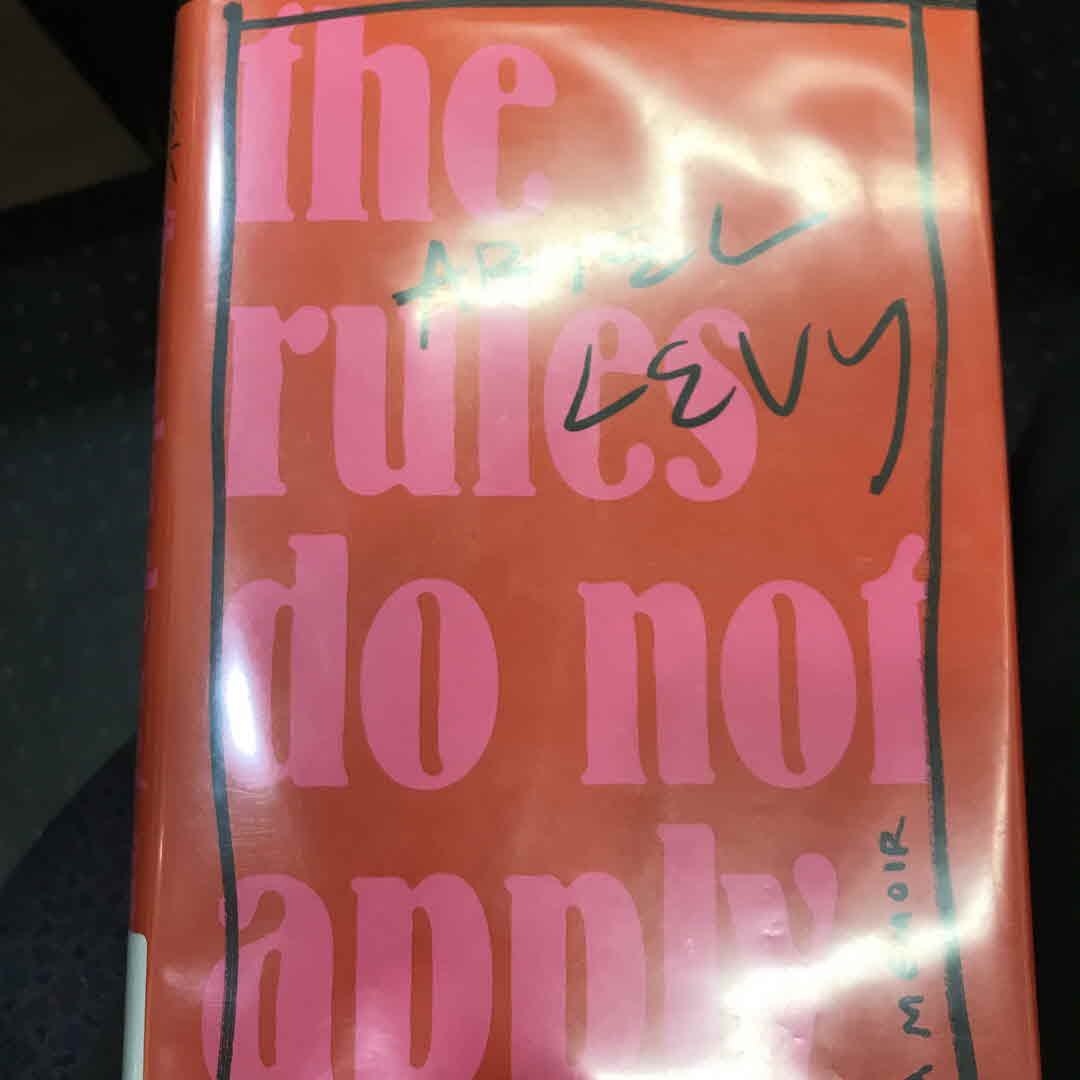 the
ARIEL
rules
LEVY
do not
apply
A MEMOIR